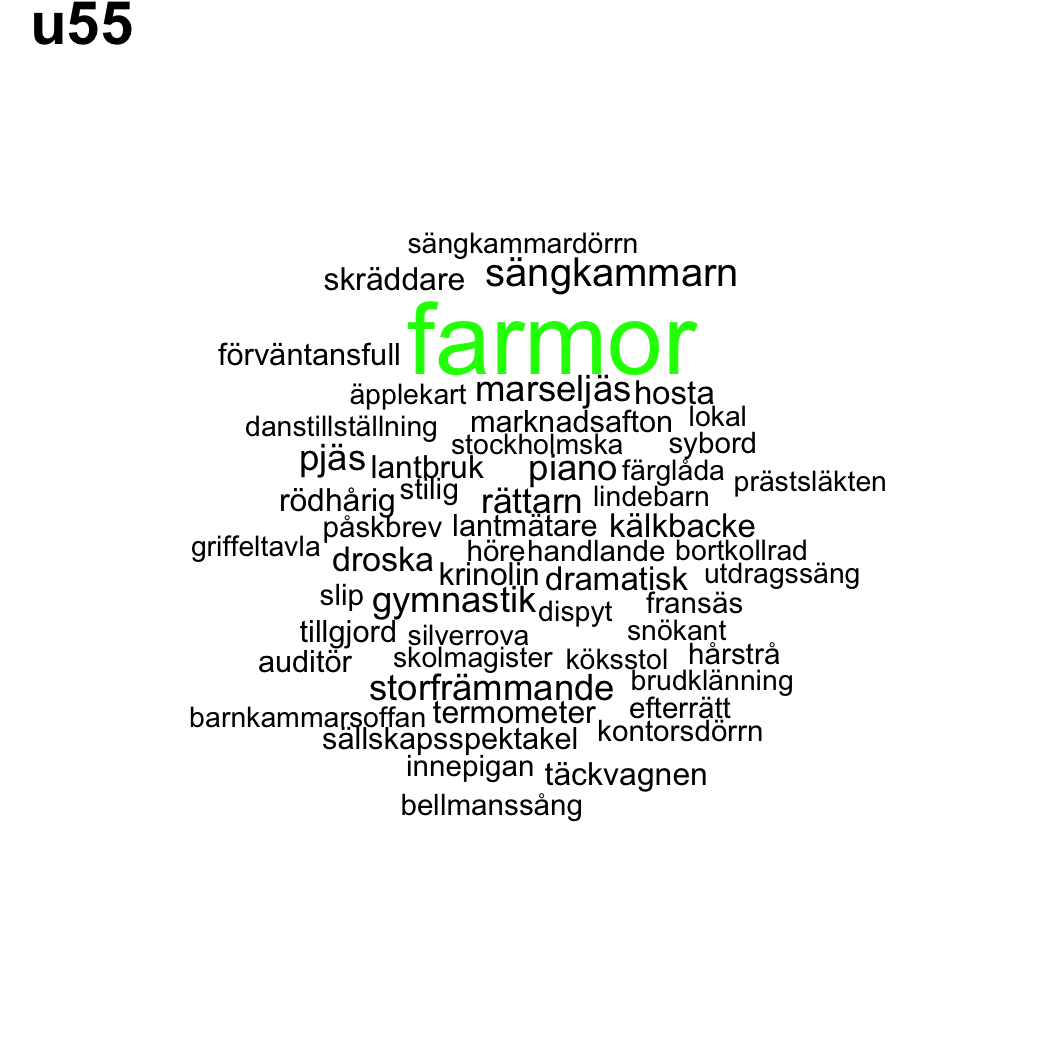 u55
sängkammardörrn
skräddare sängkammarn
förväntansfull farmor
äpplekart marseljäs hosta
danstillställning marknadsafton lokal
stockholmska sybord
pjäs lantbruk piano färglåda prästsläkten
rödhårig stilig rättarn lindebarn
påskbrev lantmätare kälkbacke
griffeltavla droska höre handlande bortkollrad
krinolin dramatisk utdragssäng
slip gymnastik dispyt fransäs
tillgjord silverrova snökant
auditör skolmagister köksstol hårstrå
storfrämmande brudklänning
barnkammarsoffan termometer efterrätt
sällskapsspektakel kontorsdörrn
innepigan täckvagnen
bellmanssång